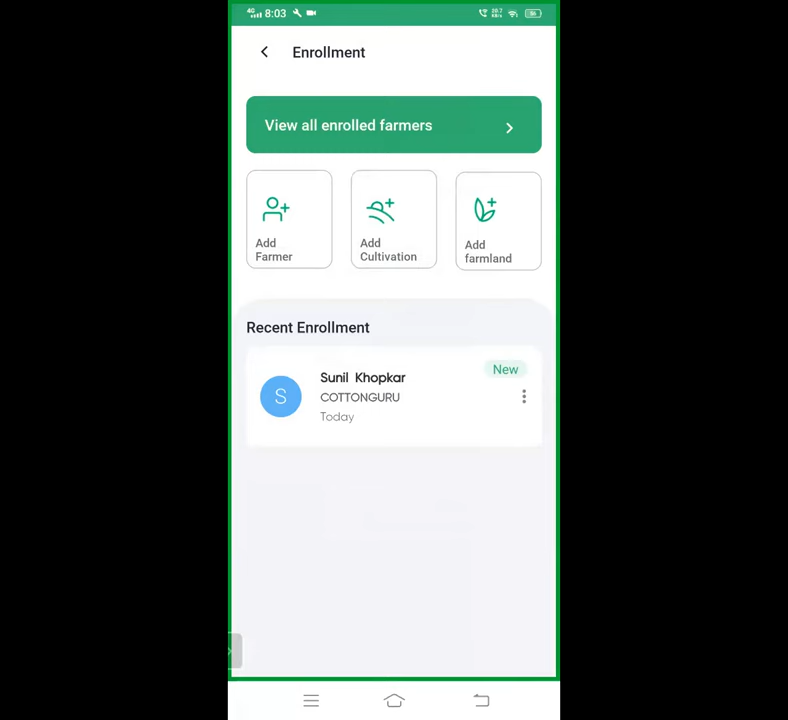 4G 8:03
Enrollment
View all enrolled farmers
Add
Farmer
Add
Cultivation
Add
farmland
Recent Enrollment
New
Sunil Khopkar
S
COTTONGURU
Today